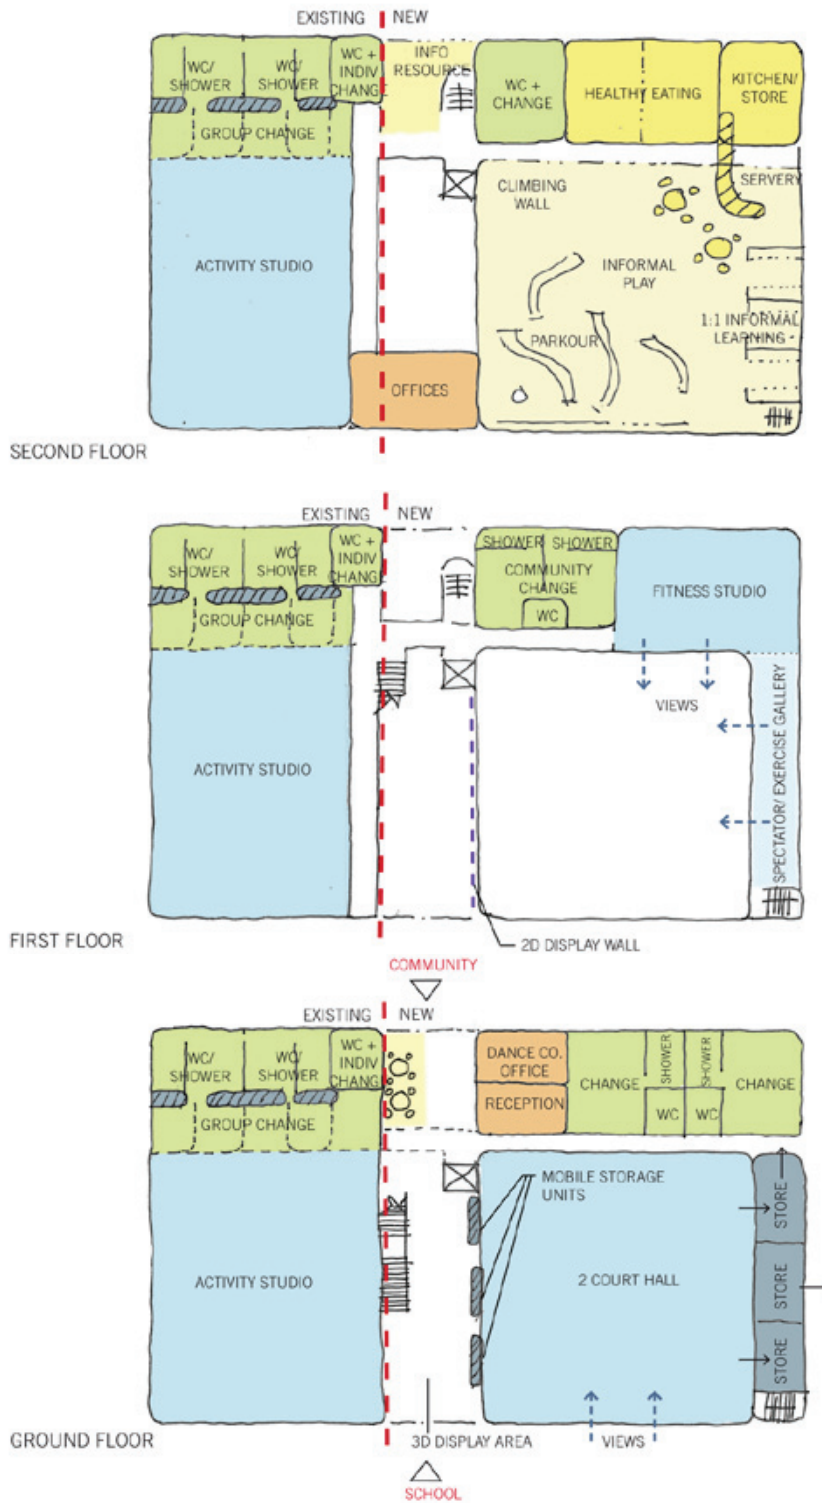 EXISTING NEW
WC/
SHOWER
WC/
SHOWER
WC +
INDIV
CHANGE
INFO
RESOURCE
WC +
CHANGE
HEALTHY EATING
KITCHEN/
STORE
GROUP CHANGE
CLIMBING
WALL
SERVERY
ACTIVITY STUDIO
INFORMAL
PLAY
PARKOUR
1:1 INFORMAL
LEARNING
OFFICES
SECOND FLOOR
EXISTING NEW
WC/
SHOWER
WC/
SHOWER
WC +
INDIV
CHANGE
SHOWER SHOWER
COMMUNITY
CHANGE
WC
FITNESS STUDIO
GROUP CHANGE
VIEWS
ACTIVITY STUDIO
SPECTATOR/ EXERCISE GALLERY
2D DISPLAY WALL
FIRST FLOOR
COMMUNITY
EXISTING NEW
WC/
SHOWER
WC/
SHOWER
WC +
INDIV
CHANGE
DANCE CO.
OFFICE
RECEPTION
CHANGE
SHOWER
SHOWER
WC
WC
CHANGE
GROUP CHANGE
MOBILE STORAGE
UNITS
STORE
ACTIVITY STUDIO
2 COURT HALL
STORE
STORE
GROUND FLOOR
3D DISPLAY AREA
VIEWS
SCHOOL